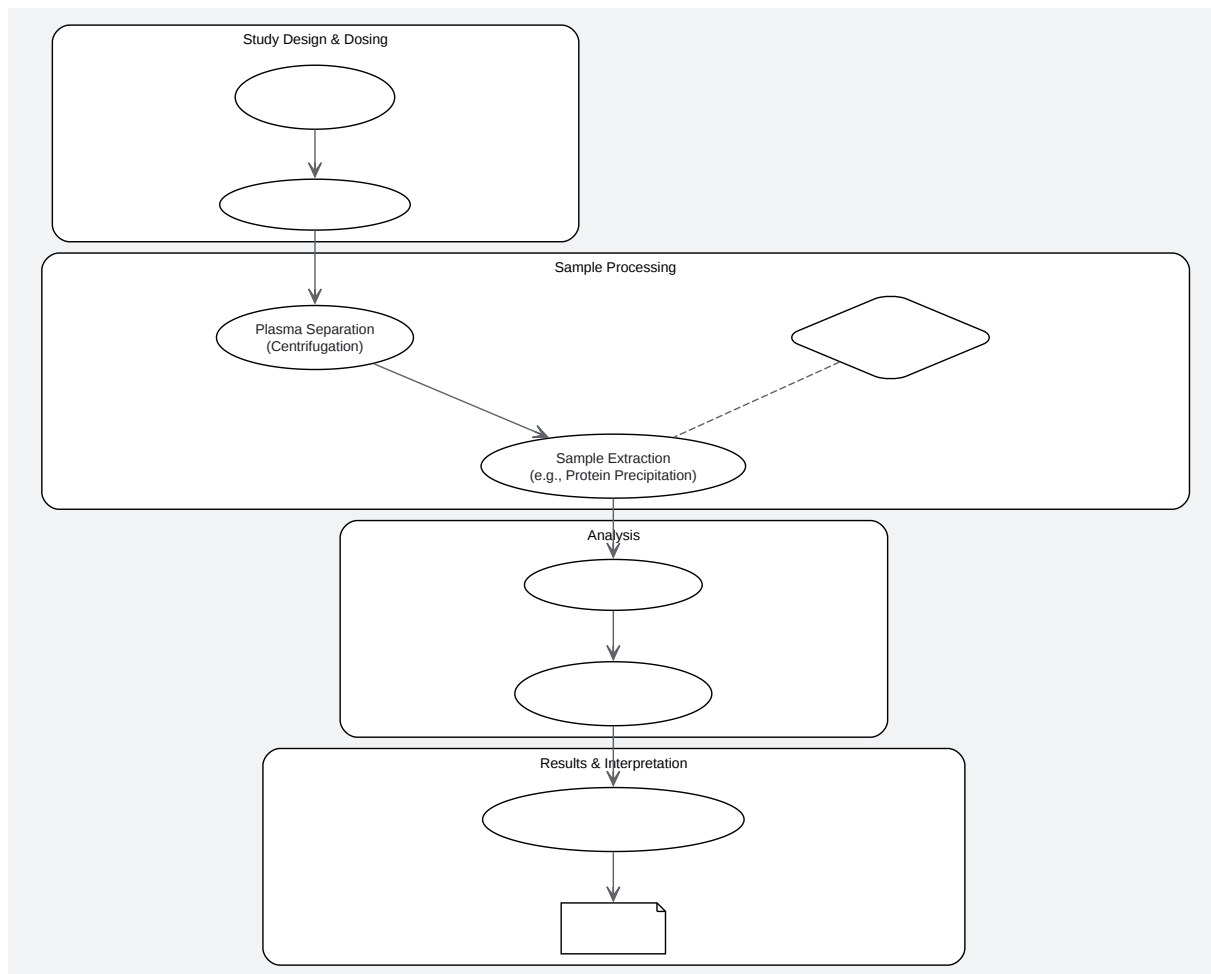 Study Design & Dosing
Sample Processing
Plasma Separation
(Centrifugation)
Sample Extraction
(e.g., Protein Precipitation)
Analysis
Results & Interpretation